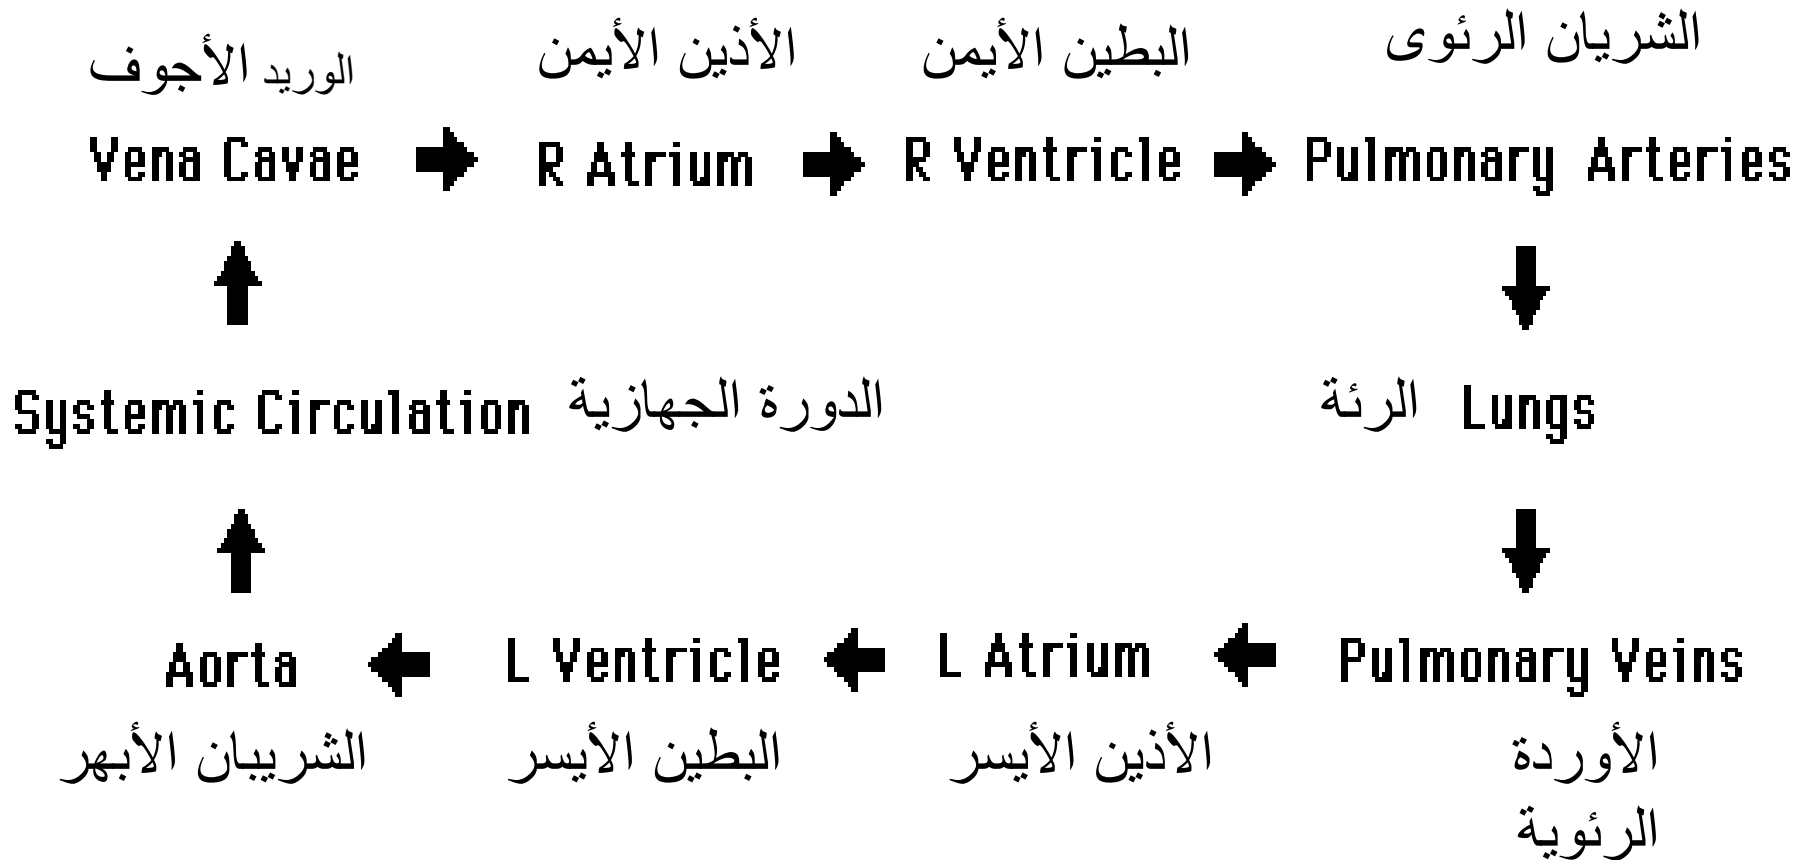 الوريد الأجوف
الأذين الأيمن
البطين الأيمن
الشريان الرئوى
Vena Cavae
R Atrium
R Ventricle
Pulmonary Arteries
Systemic Circulation
الدورة الجهازية
الرئة
Lungs
Aorta
L Ventricle
L Atrium
Pulmonary Veins
الشريبان الأبهر
البطين الأيسر
الأذين الأيسر
الأوردة
الرئوية